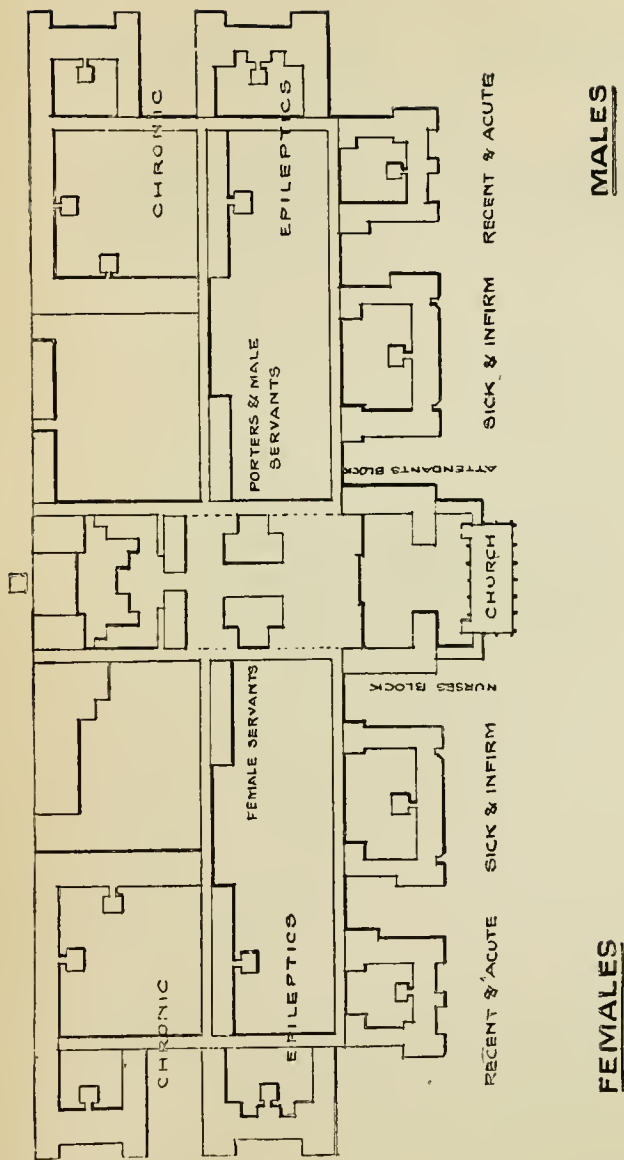 CHRONIC
EPILEPTICS
RECENT & ACUTE
MALES
PORTERS & MALE
SERVANTS
SICK & INFIRM
ATTENDANTS BLOCK
CHURCH
NURSES BLOCK
FEMALE SERVANTS
SICK & INFIRM
CHRONIC
EPILEPTICS
RECENT & ACUTE
FEMALES